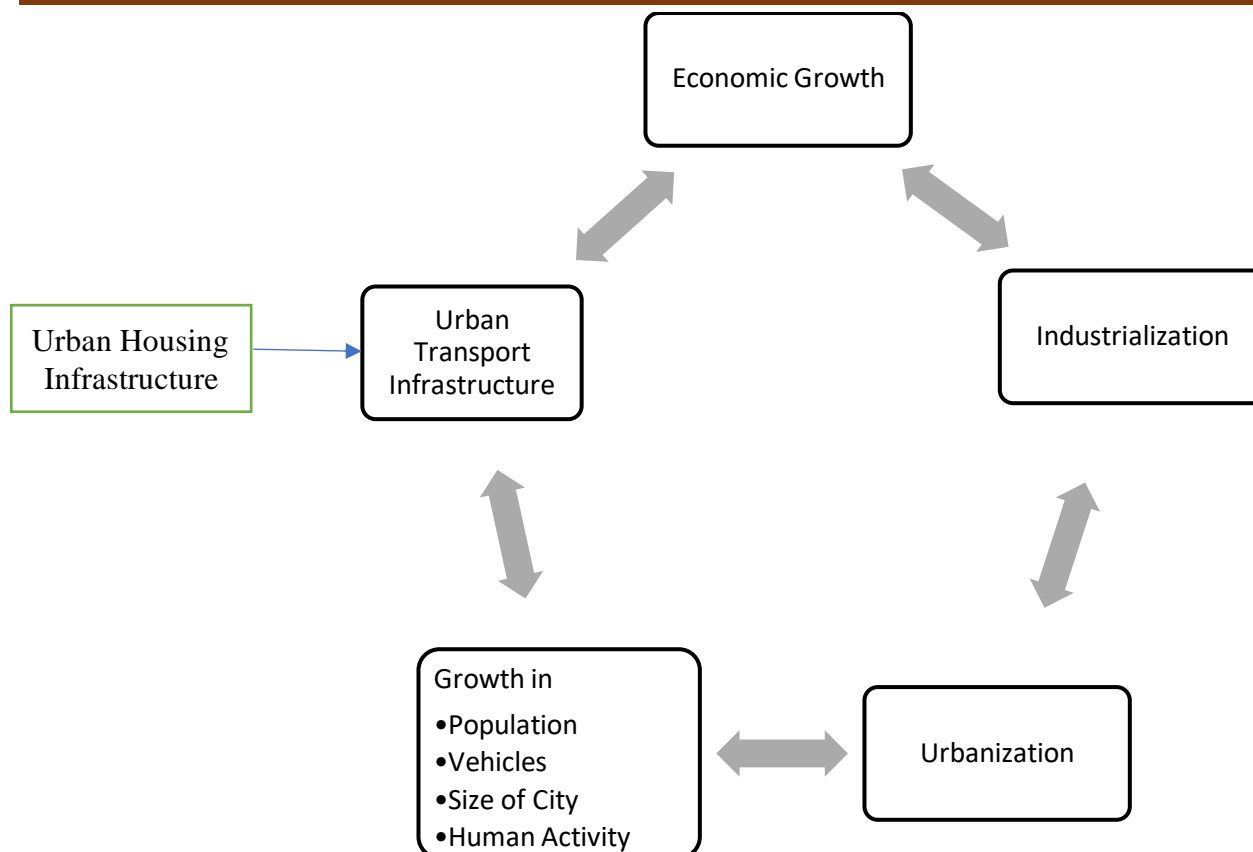 Economic Growth
Urban Housing
Infrastructure
Urban
Transport
Infrastructure
Industrialization
Growth in
•Population
•Vehicles
•Size of City
•Human Activity
Urbanization